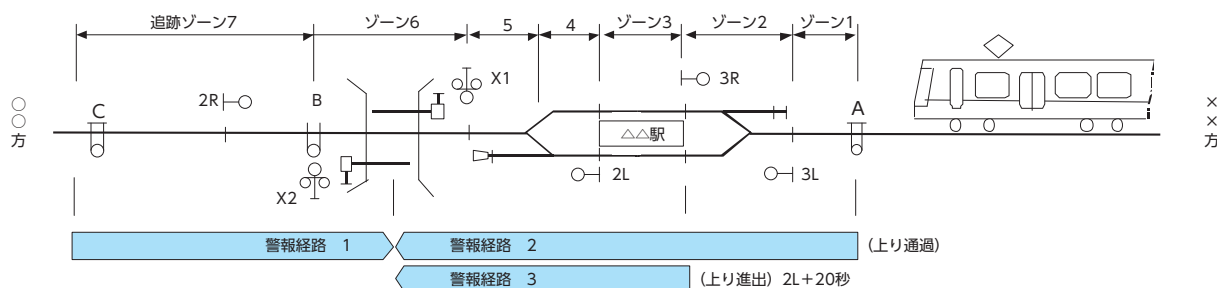 追跡ゾーン7 ゾーン6 5 4 ゾーン3 ゾーン2 ゾーン1
X1
3R
2R B
C A
○○方
△△駅
××方
2L 3L
X2
警報経路 1 警報経路 2 (上り通過)
警報経路 3 (上り進出) 2L+20秒